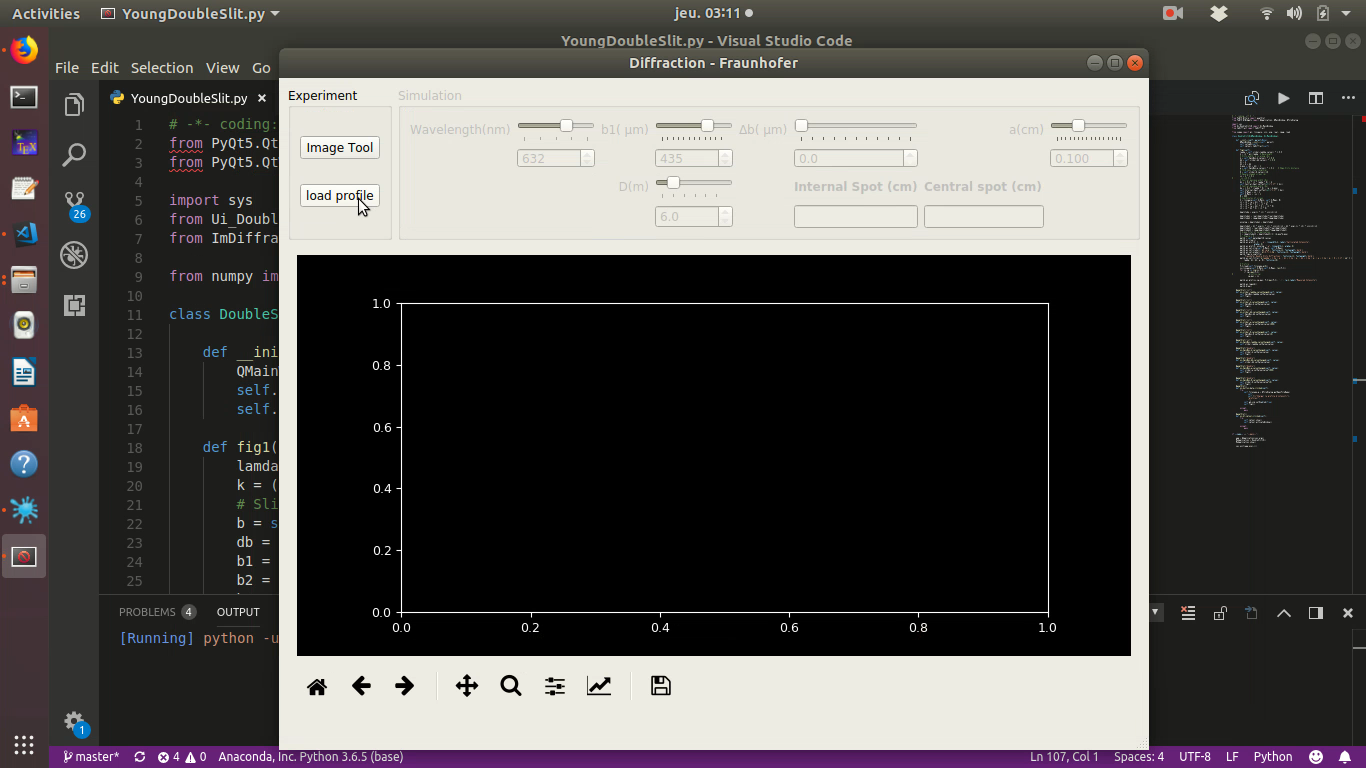 Activities YoungDoubleSlit.py jeu. 03:11
YoungDoubleSlit.py - Visual Studio Code
File Edit Selection View Go
Diffraction - Fraunhofer
YoungDoubleSlit.py
Experiment Simulation
Image Tool
load profile
Wavelength(nm) b1( μm) Δb( μm) a(cm)
632 435 0.0 0.100
D(m) Internal Spot (cm) Central spot (cm)
6.0
1 # -*- coding:
2 from PyQt5.Qt
3 from PyQt5.Qt
4
5 import sys
6 from Ui_Doubl
7 from ImDiffra
8
9 from numpy im
10
11 class DoubleS
12
13 def __ini
14 QMain
15 self.
16 self.
17
18 def fig1(
19 lamda
20 k = (
21 # Sli
22 b = s
23 db =
24 b1 =
25 b2 =
26
1.0
0.8
0.6
0.4
0.2
0.0
0.0 0.2 0.4 0.6 0.8 1.0
PROBLEMS 4 OUTPUT
[Running] python -u
1
master* 4 0 Anaconda, Inc. Python 3.6.5 (base) Ln 107, Col 1 Spaces: 4 UTF-8 LF Python